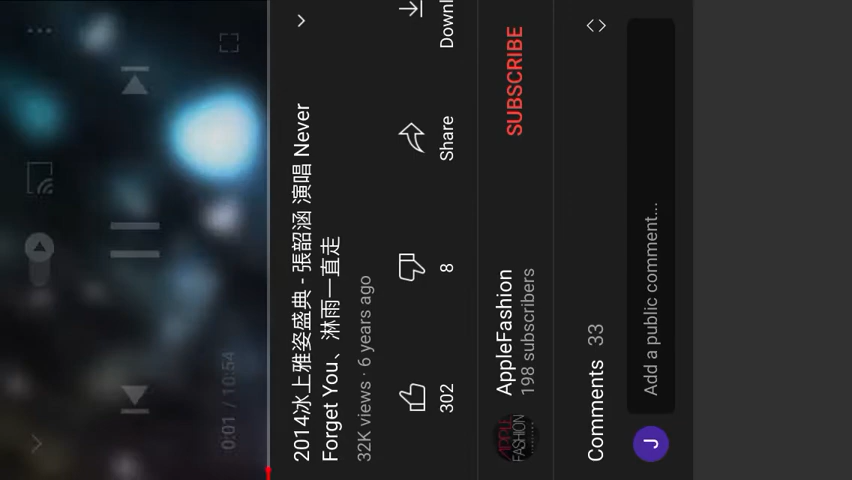 0:01 / 10:54
2014冰上雅姿盛典 - 張韶涵 演唱 Never
Forget You、淋雨一直走
32K views · 6 years ago
302
8
Share
Downl
APPLE
FASHION
AppleFashion
198 subscribers
SUBSCRIBE
Comments 33
J
Add a public comment...